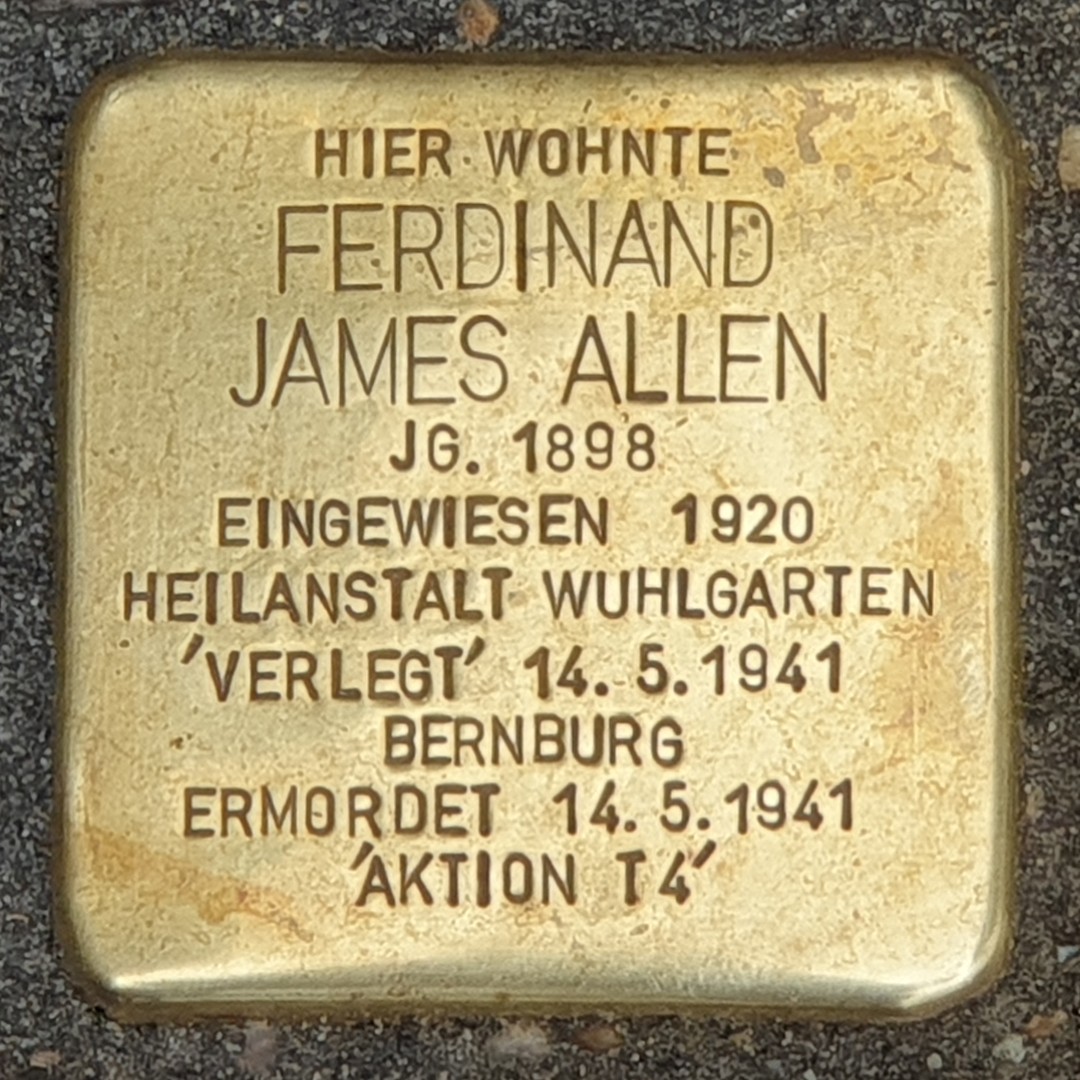 HIER WOHNTE
FERDINAND
JAMES ALLEN
JG. 1898
EINGEWIESEN 1920
HEILANSTALT WUHLGARTEN
'VERLEGT' 14.5.1941
BERNBURG
ERMORDET 14.5.1941
'AKTION T4'